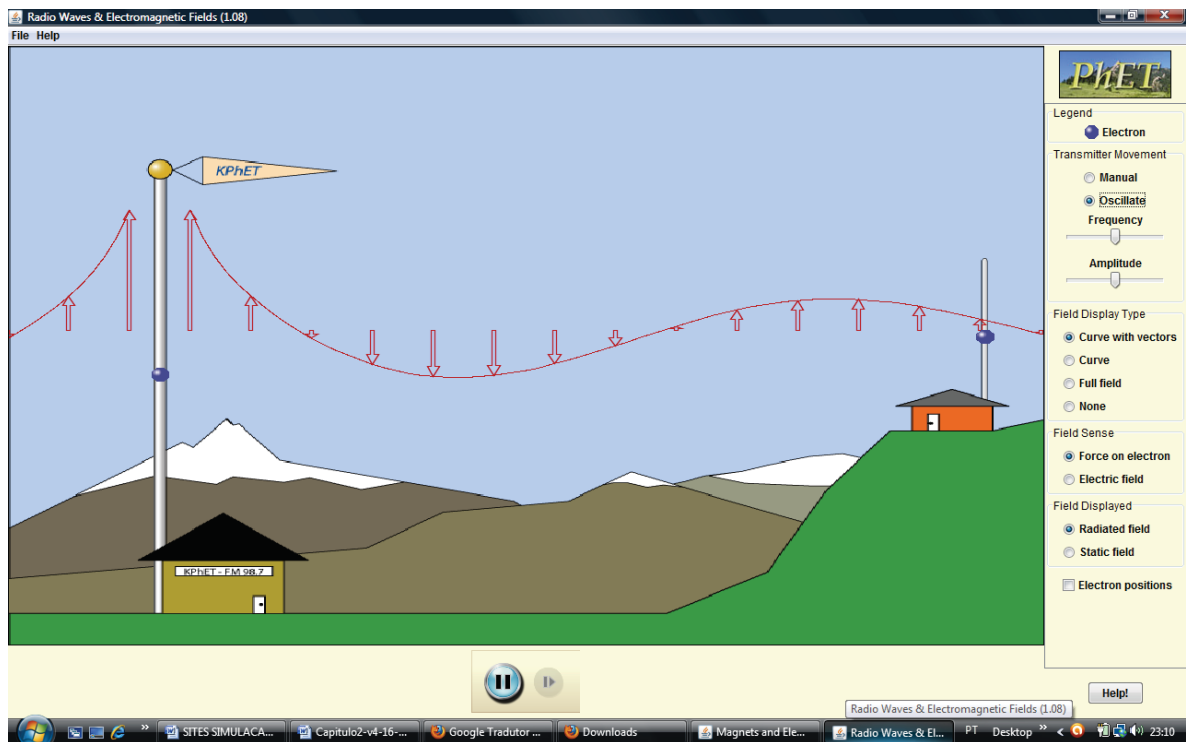 Radio Waves & Electromagnetic Fields (1.08)
File Help
PhET
Legend
Electron
Transmitter Movement
Manual
Oscillate
Frequency
Amplitude
Field Display Type
Curve with vectors
Curve
Full field
None
Field Sense
Force on electron
Electric field
Field Displayed
Radiated field
Static field
Electron positions
KPhET
KPhET - FM 98.7
Help!
Radio Waves & Electromagnetic Fields (1.08)
SITES SIMULACA...
Capitulo2-v4-16-...
Google Tradutor ...
Downloads
Magnets and Ele...
Radio Waves & El...
PT
Desktop
23:10